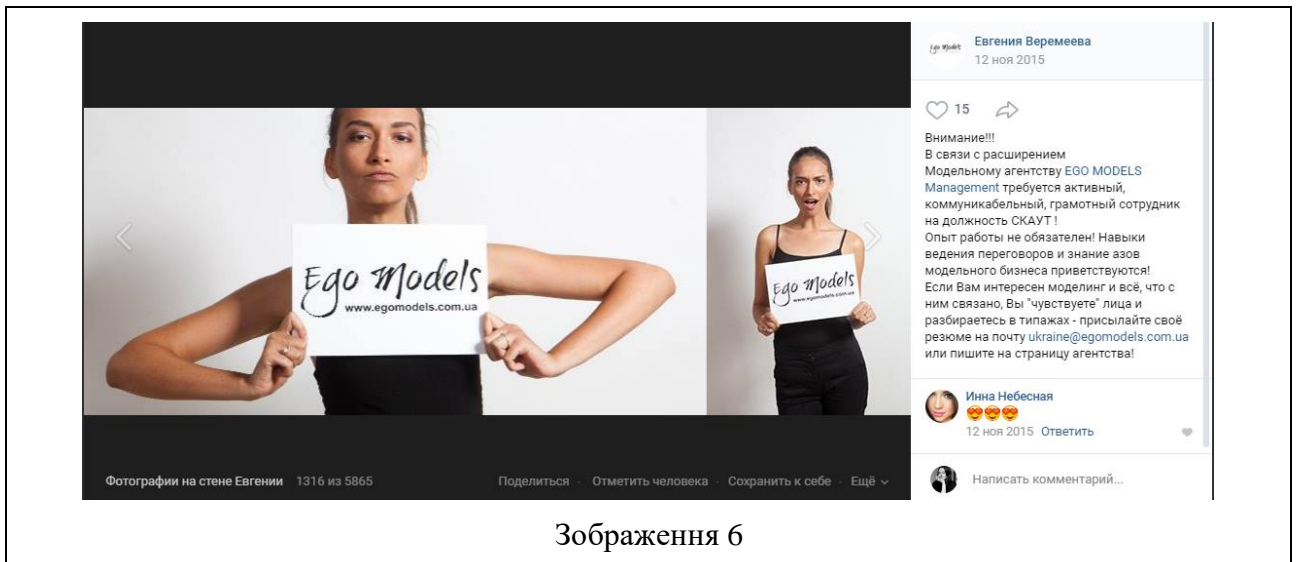 Евгения Веремеева
12 ноя 2015
15
Внимание!!!
В связи с расширением
Модельному агентству EGO MODELS
Management требуется активный,
коммуникабельный, грамотный сотрудник
на должность СКАУТ !
Опыт работы не обязателен! Навыки
ведения переговоров и знание азов
модельного бизнеса приветствуются!
Если Вам интересен моделинг и всё, что с
ним связано, Вы "чувствуете" лица и
разбираетесь в типажах - присылайте своё
резюме на почту ukraine@egomodels.com.ua
или пишите на страницу агентства!
Инна Небесная
12 ноя 2015 Ответить
Написать комментарий...
Ego Models
www.egomodels.com.ua
Ego Models
www.egomodels.com.ua
Фотографии на стене Евгении 1316 из 5865
Поделиться · Отметить человека · Сохранить к себе · Ещё
Зображення 6